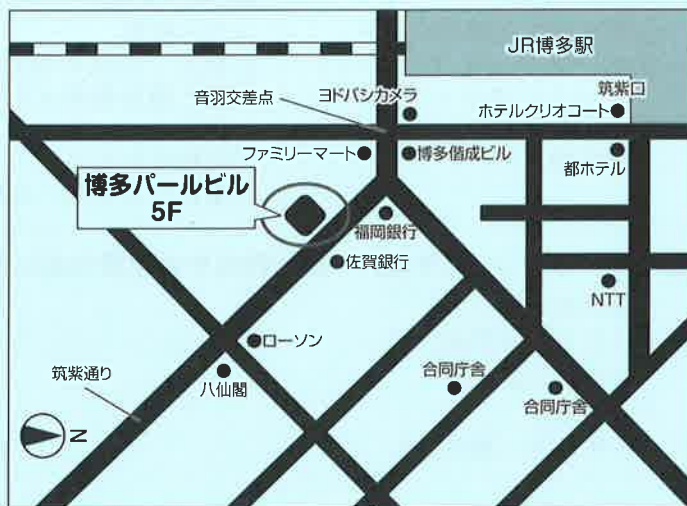 JR博多駅
筑紫口
ヨドバシカメラ
ホテルクリオコート
音羽交差点
ファミリーマート
博多偕成ビル
都ホテル
博多パールビル
5F
福岡銀行
佐賀銀行
NTT
ローソン
筑紫通り
八仙閣
合同庁舎
合同庁舎
N